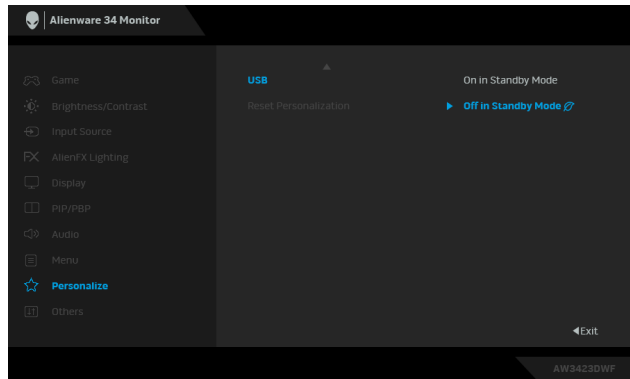 Alienware 34 Monitor
Game
Brightness/Contrast
Input Source
AlienFX Lighting
Display
PIP/PBP
Audio
Menu
Personalize
Others
USB
Reset Personalization
On in Standby Mode
Off in Standby Mode
Exit
AW3423DWF